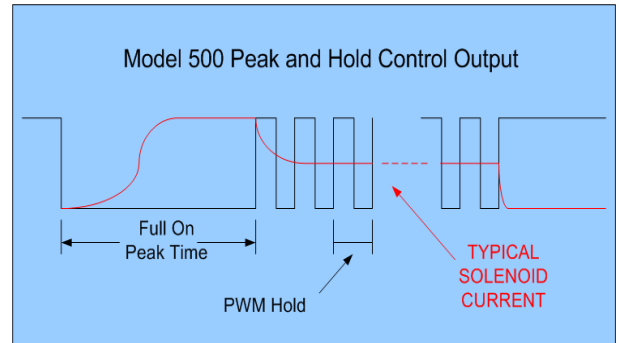 Model 500 Peak and Hold Control Output
Full On
Peak Time
PWM Hold
TYPICAL
SOLENOID
CURRENT